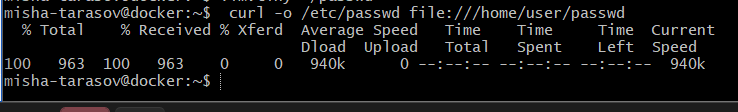 misha-tarasov@docker:~$  curl -o /etc/passwd file:///home/user/passwd
  % Total    % Received % Xferd  Average Speed   Time    Time     Time  Current
                                 Dload  Upload   Total   Spent    Left  Speed
100   963  100   963    0     0   940k      0 --:--:-- --:--:-- --:--:--  940k
misha-tarasov@docker:~$